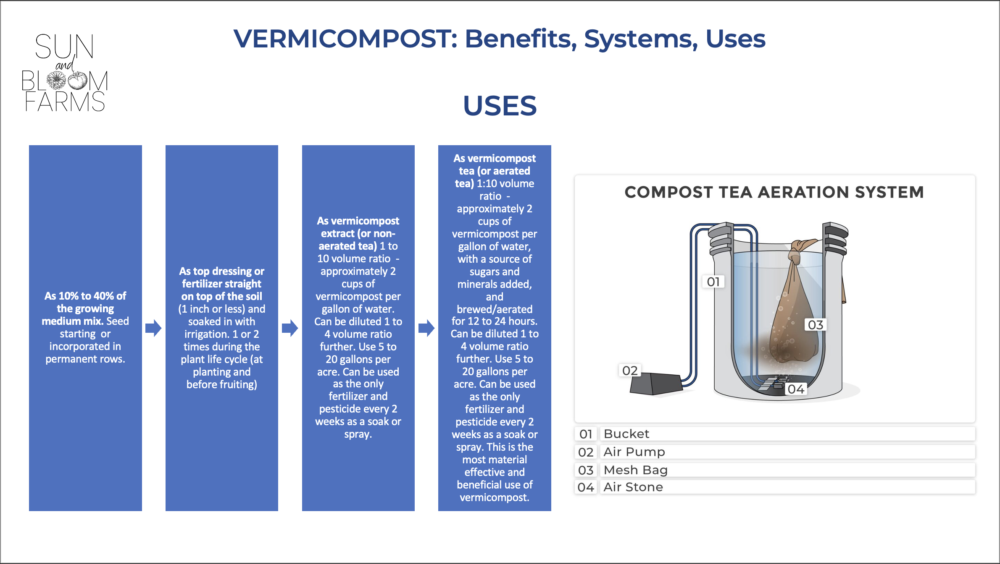 SUN
and
BLOOM
FARMS
VERMICOMPOST: Benefits, Systems, Uses
USES
As 10% to 40% of
the growing
medium mix. Seed
starting or
incorporated in
permanent rows.
As top dressing or
fertilizer straight
on top of the soil
(1 inch or less) and
soaked in with
irrigation. 1 or 2
times during the
plant life cycle (at
planting and
before fruiting)
As vermicompost
extract (or non-
aerated tea) 1 to
10 volume ratio -
approximately 2
cups of
vermicompost per
gallon of water.
Can be diluted 1 to
4 volume ratio
further. Use 5 to
20 gallons per
acre. Can be used
as the only
fertilizer and
pesticide every 2
weeks as a soak or
spray.
As vermicompost
tea (or aerated
tea) 1:10 volume
ratio -
approximately 2
cups of
vermicompost per
gallon of water,
with a source of
sugars and
minerals added,
and
brewed/aerated
for 12 to 24 hours.
Can be diluted 1 to
4 volume ratio
further. Use 5 to
20 gallons per
acre. Can be used
as the only
fertilizer and
pesticide every 2
weeks as a soak or
spray. This is the
most material
effective and
beneficial use of
vermicompost.
COMPOST TEA AERATION SYSTEM
01
03
02
04
01 Bucket
02 Air Pump
03 Mesh Bag
04 Air Stone